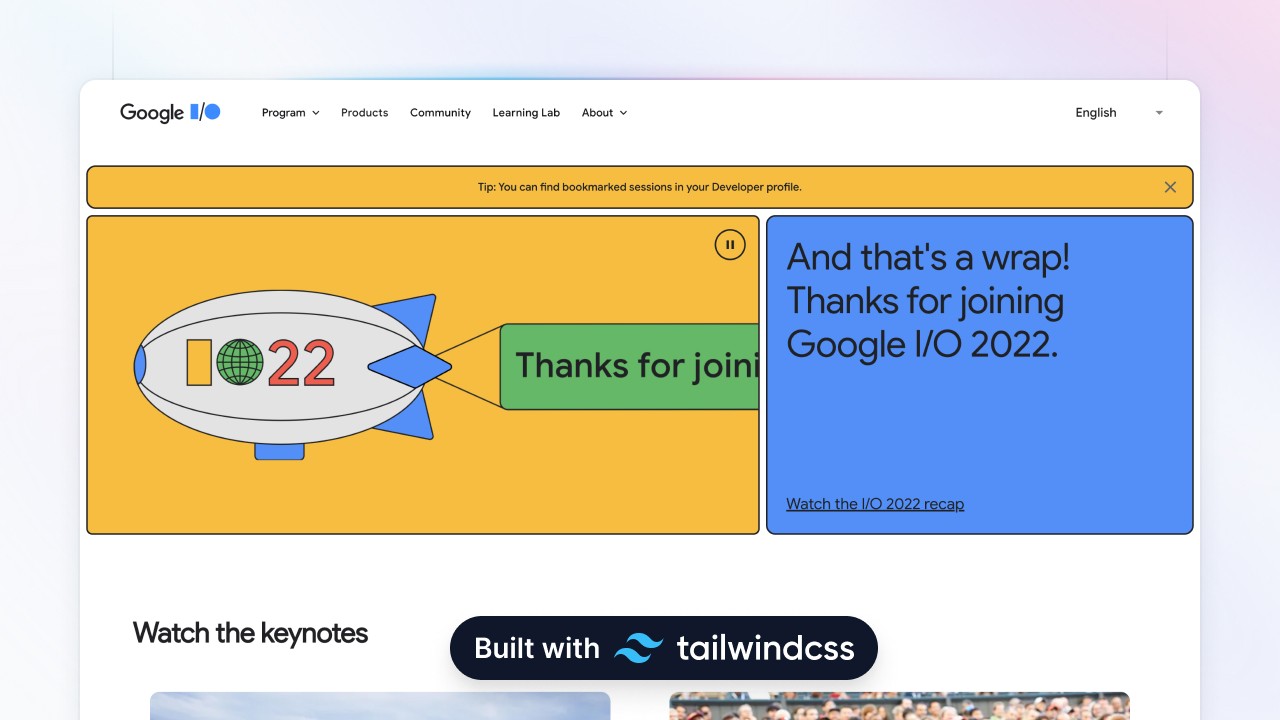 Google I/O
Program
Products
Community
Learning Lab
About
English
Tip: You can find bookmarked sessions in your Developer profile.
IO22
Thanks for joini
And that's a wrap!
Thanks for joining
Google I/O 2022.
Watch the I/O 2022 recap
Watch the keynotes
Built with tailwindcss